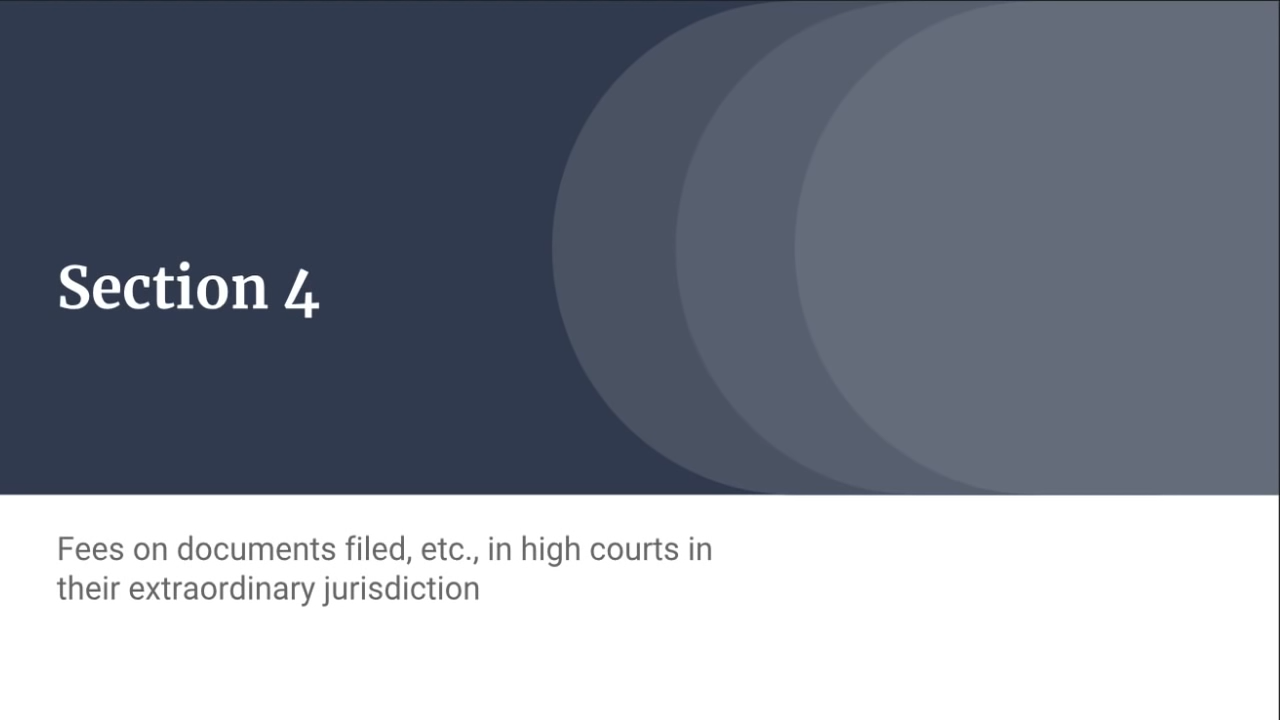 Section 4
Fees on documents filed, etc., in high courts in
their extraordinary jurisdiction